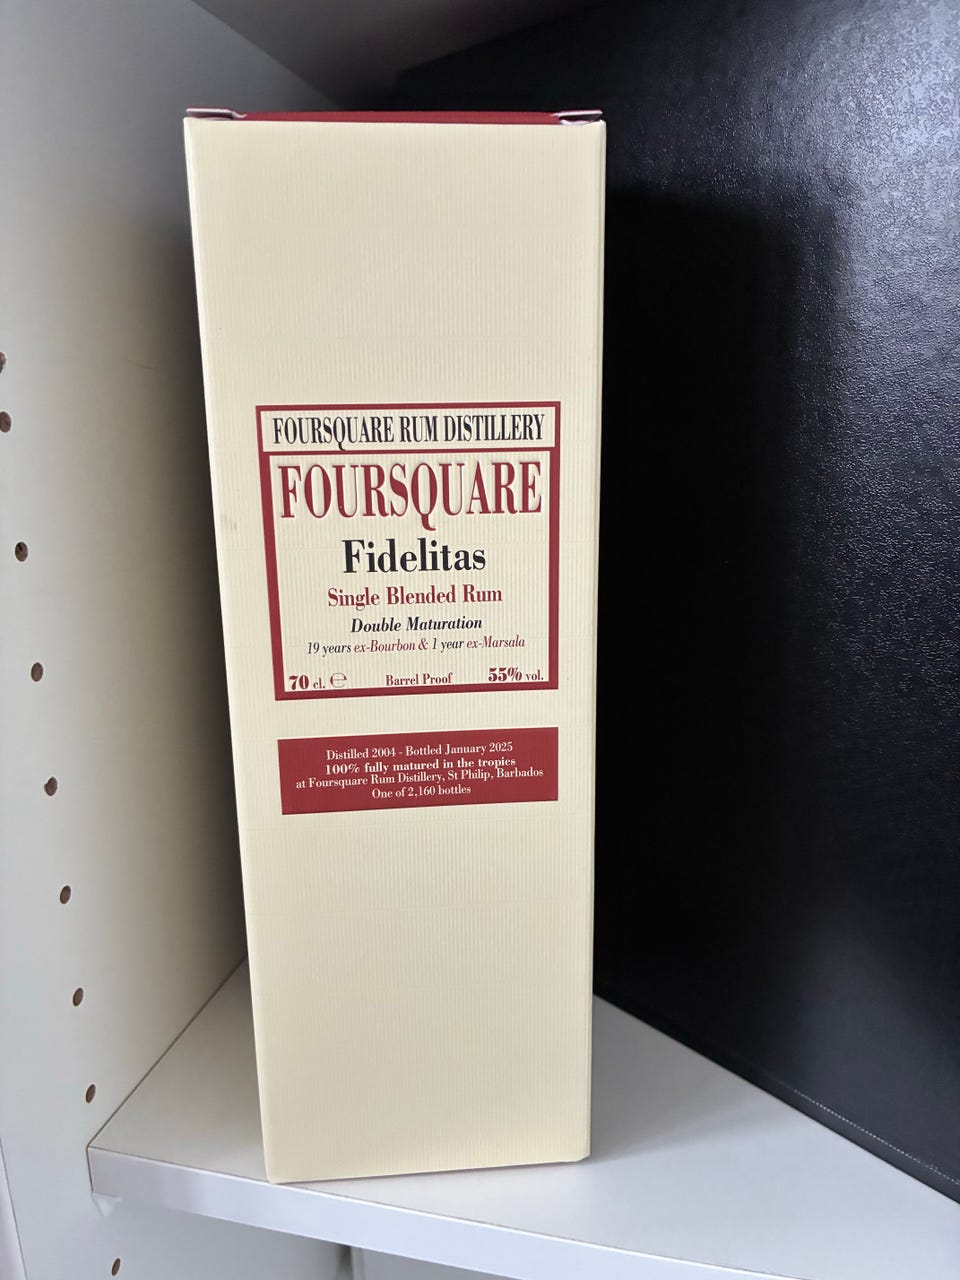 FOURSQUARE RUM DISTILLERY
FOURSQUARE
Fidelitas
Single Blended Rum
Double Maturation
19 years ex-Bourbon & 1 year ex-Marsala
70 cl. ℮ Barrel Proof 55% vol.
Distilled 2004 - Bottled January 2025
100% fully matured in the tropics
at Foursquare Rum Distillery, St Philip, Barbados
One of 2,160 bottles